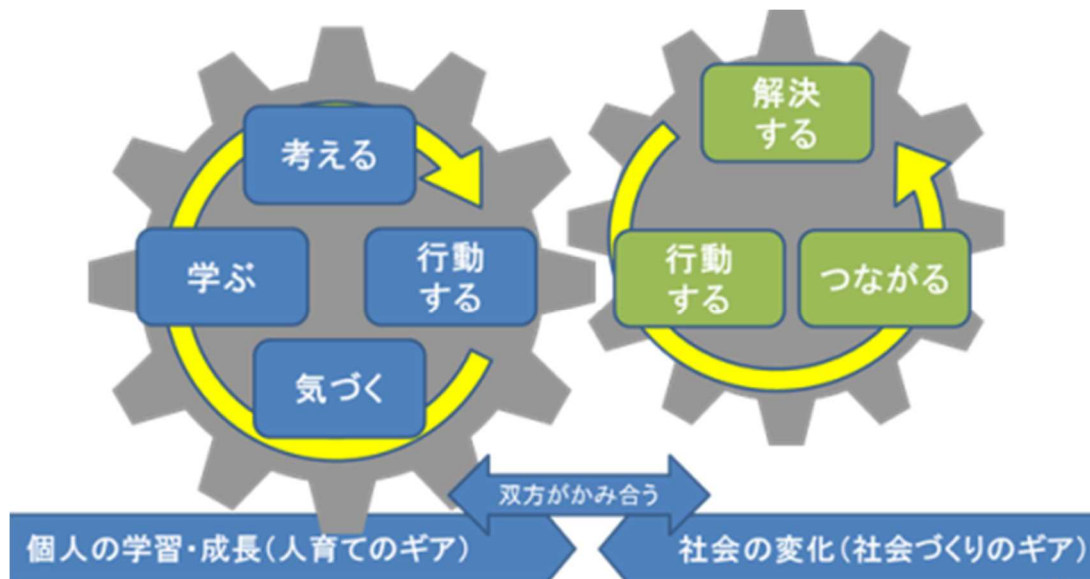 考える
学ぶ
行動
する
気づく
解決
する
行動
する
つながる
双方がかみ合う
個人の学習・成長(人育てのギア)
社会の変化(社会づくりのギア)